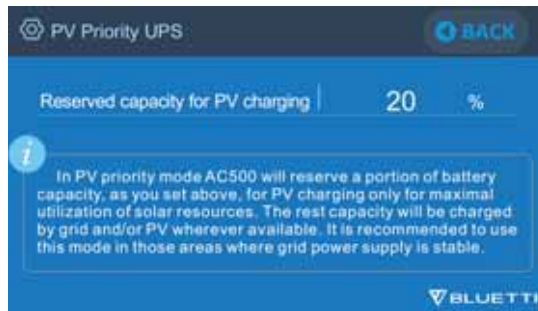 PV Priority UPS
BACK
Reserved capacity for PV charging 20 %
i
In PV priority mode AC500 will reserve a portion of battery
capacity, as you set above, for PV charging only for maximal
utilization of solar resources. The rest capacity will be charged
by grid and/or PV wherever available. It is recommended to use
this mode in those areas where grid power supply is stable.
BLUETTI